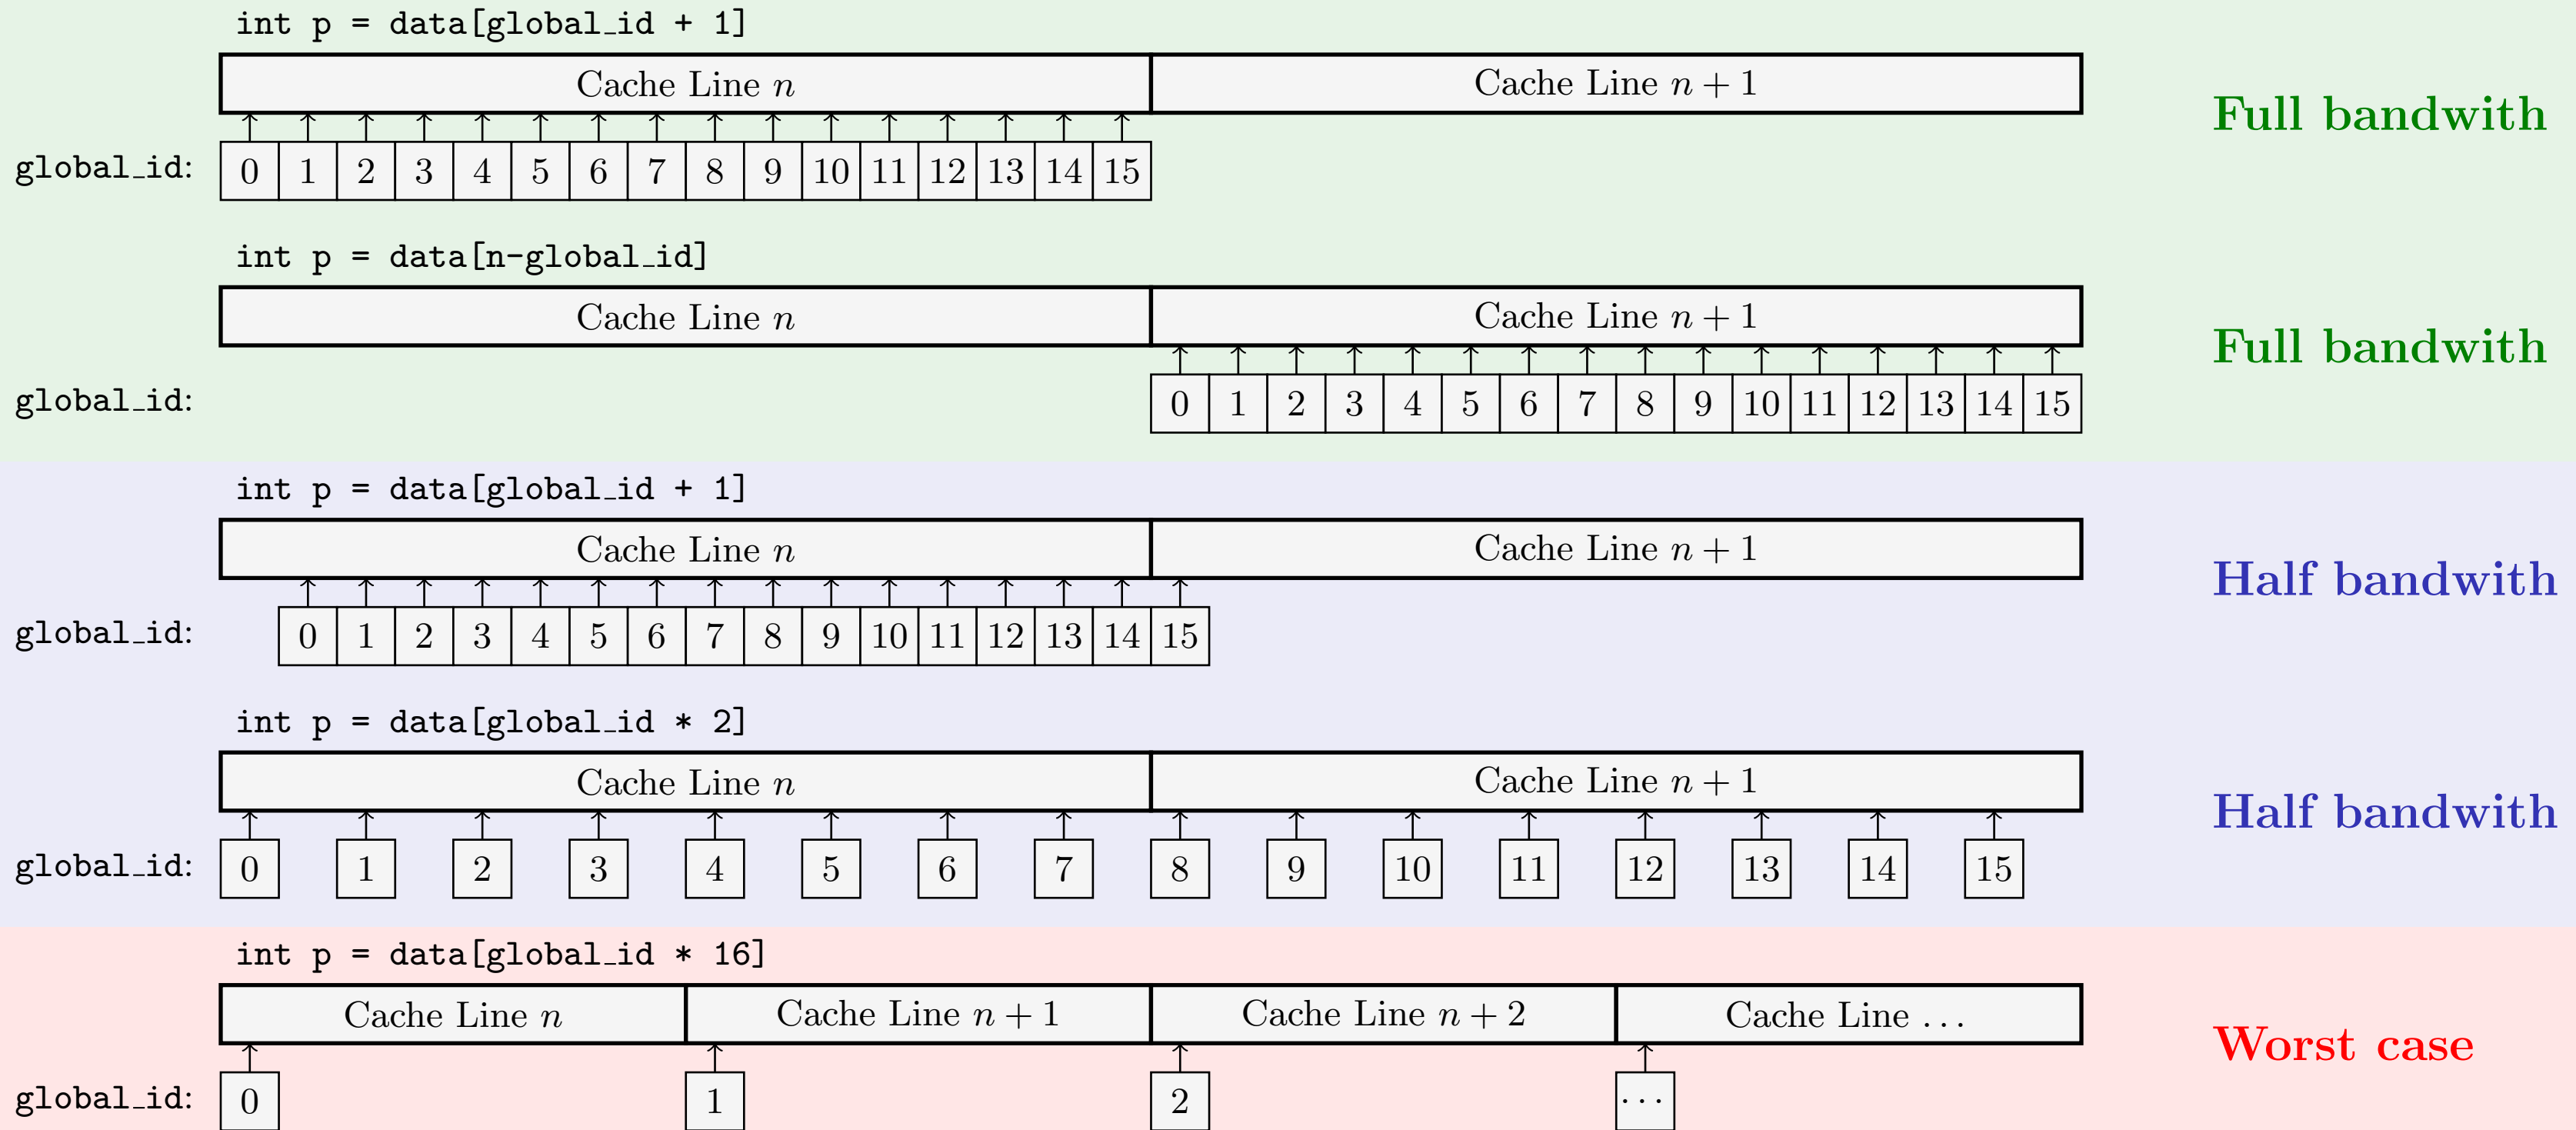 int p = data[global_id + 1]
Cache Line n Cache Line n + 1
Full bandwith
global_id: 0 1 2 3 4 5 6 7 8 9 10 11 12 13 14 15
int p = data[n-global_id]
Cache Line n Cache Line n + 1
Full bandwith
global_id: 0 1 2 3 4 5 6 7 8 9 10 11 12 13 14 15
int p = data[global_id + 1]
Cache Line n Cache Line n + 1
Half bandwith
global_id: 0 1 2 3 4 5 6 7 8 9 10 11 12 13 14 15
int p = data[global_id * 2]
Cache Line n Cache Line n + 1
Half bandwith
global_id: 0 1 2 3 4 5 6 7 8 9 10 11 12 13 14 15
int p = data[global_id * 16]
Cache Line n Cache Line n + 1 Cache Line n + 2 Cache Line ...
Worst case
global_id: 0 1 2 ...